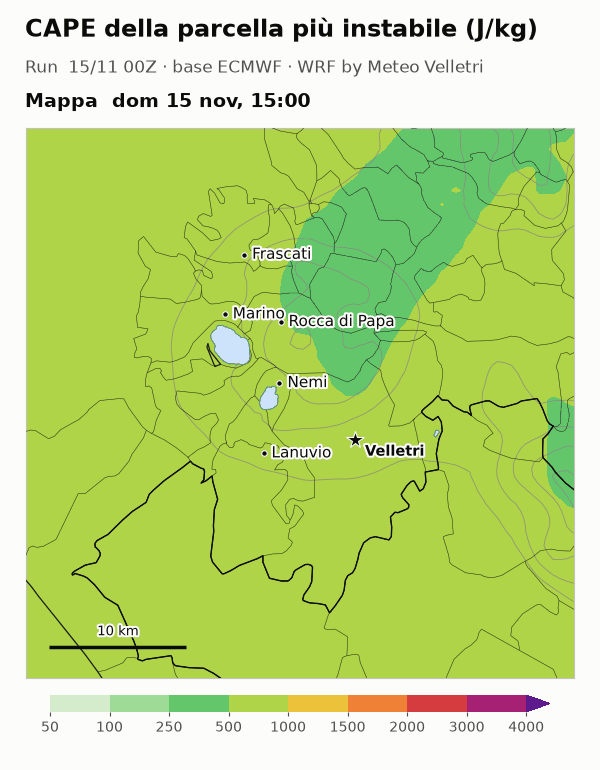 CAPE della parcella più instabile (J/kg)
Run  15/11 00Z · base ECMWF · WRF by Meteo Velletri
Mappa  dom 15 nov, 15:00
Frascati
Marino
Rocca di Papa
Nemi
Velletri
Lanuvio
10 km
50 100 250 500 1000 1500 2000 3000 4000